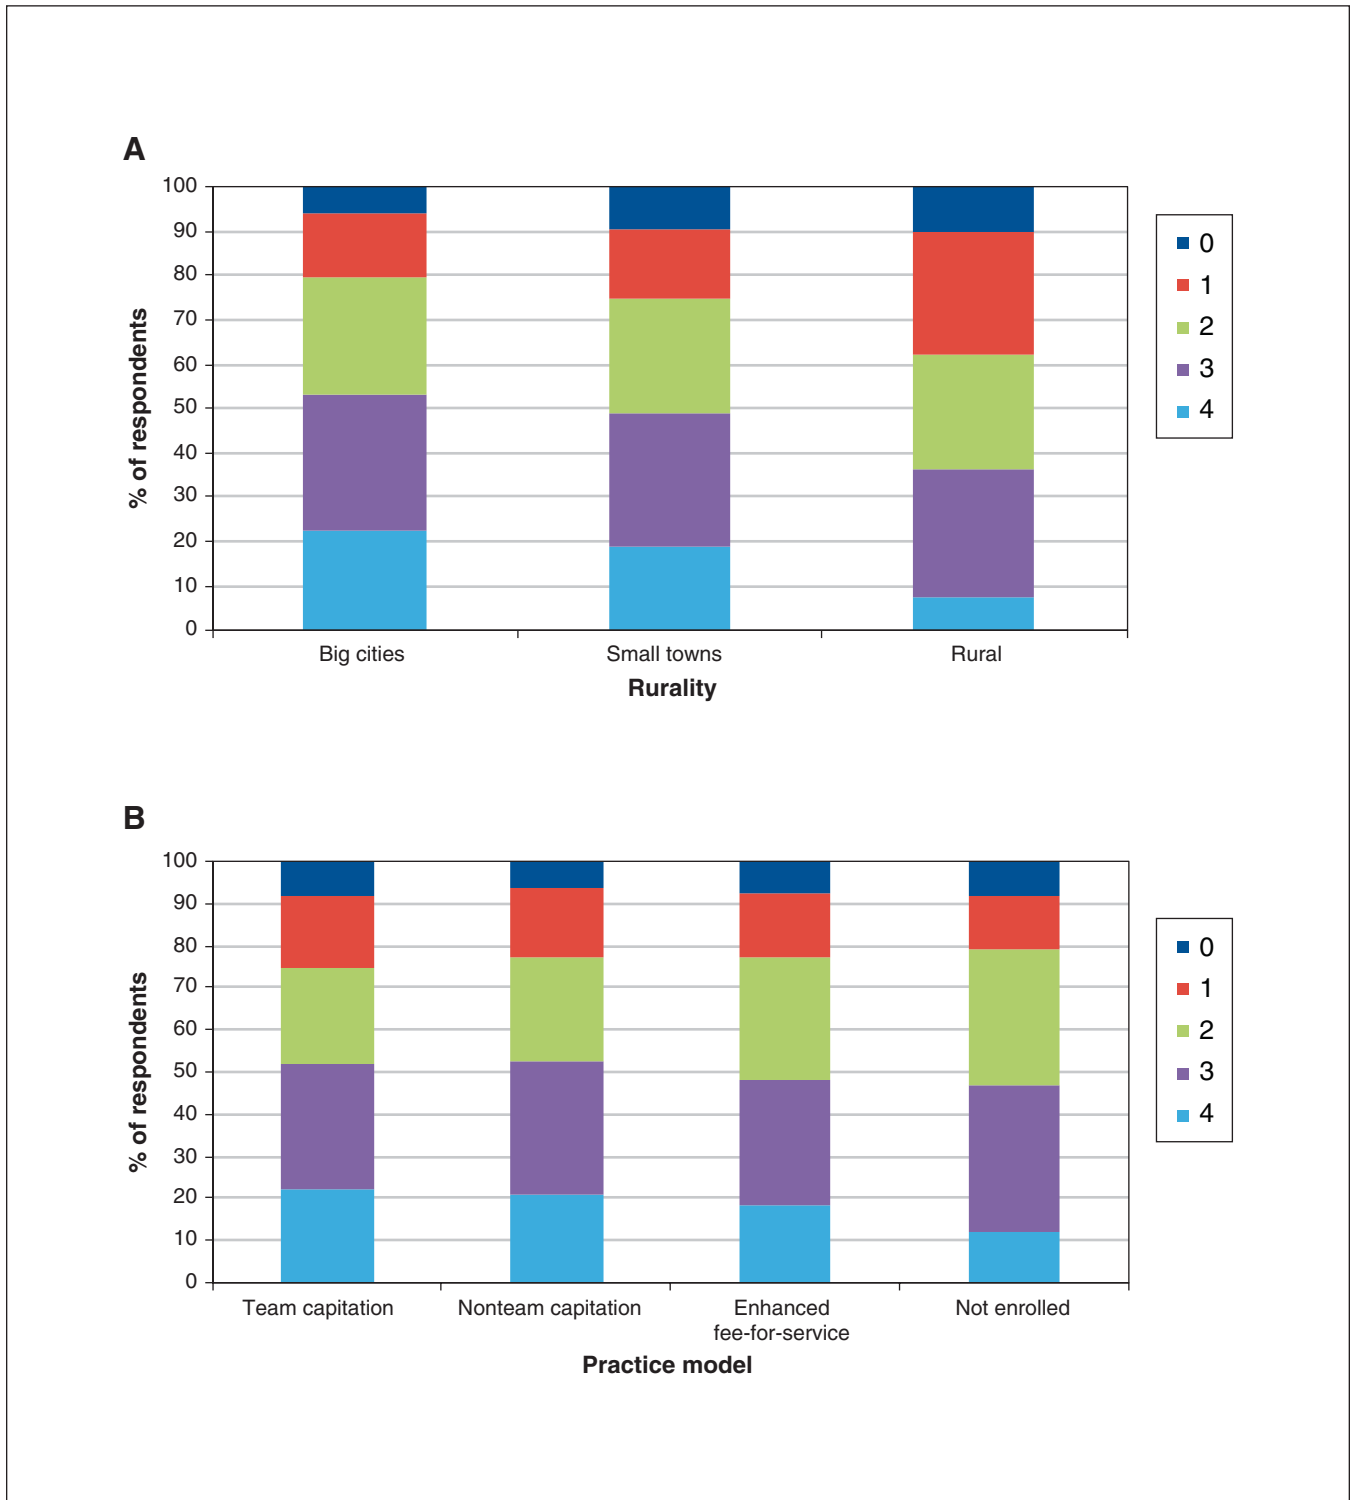 A
100
90
80
70
60
50
40
30
20
10
0
% of respondents
Big cities
Small towns
Rural
Rurality
0
1
2
3
4
B
100
90
80
70
60
50
40
30
20
10
0
% of respondents
Team capitation
Nonteam capitation
Enhanced
fee-for-service
Not enrolled
Practice model
0
1
2
3
4